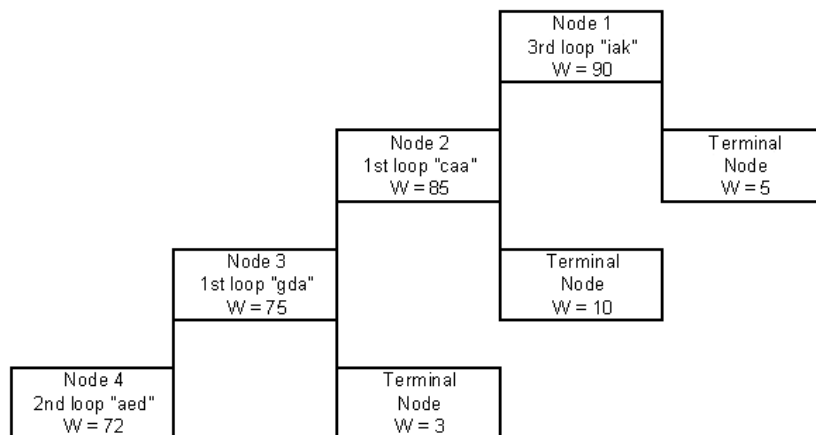 Node 1
3rd loop "iak"
W = 90
Node 2
1st loop "caa"
W = 85
Terminal
Node
W = 5
Node 3
1st loop "gda"
W = 75
Terminal
Node
W = 10
Node 4
2nd loop "aed"
W = 72
Terminal
Node
W = 3